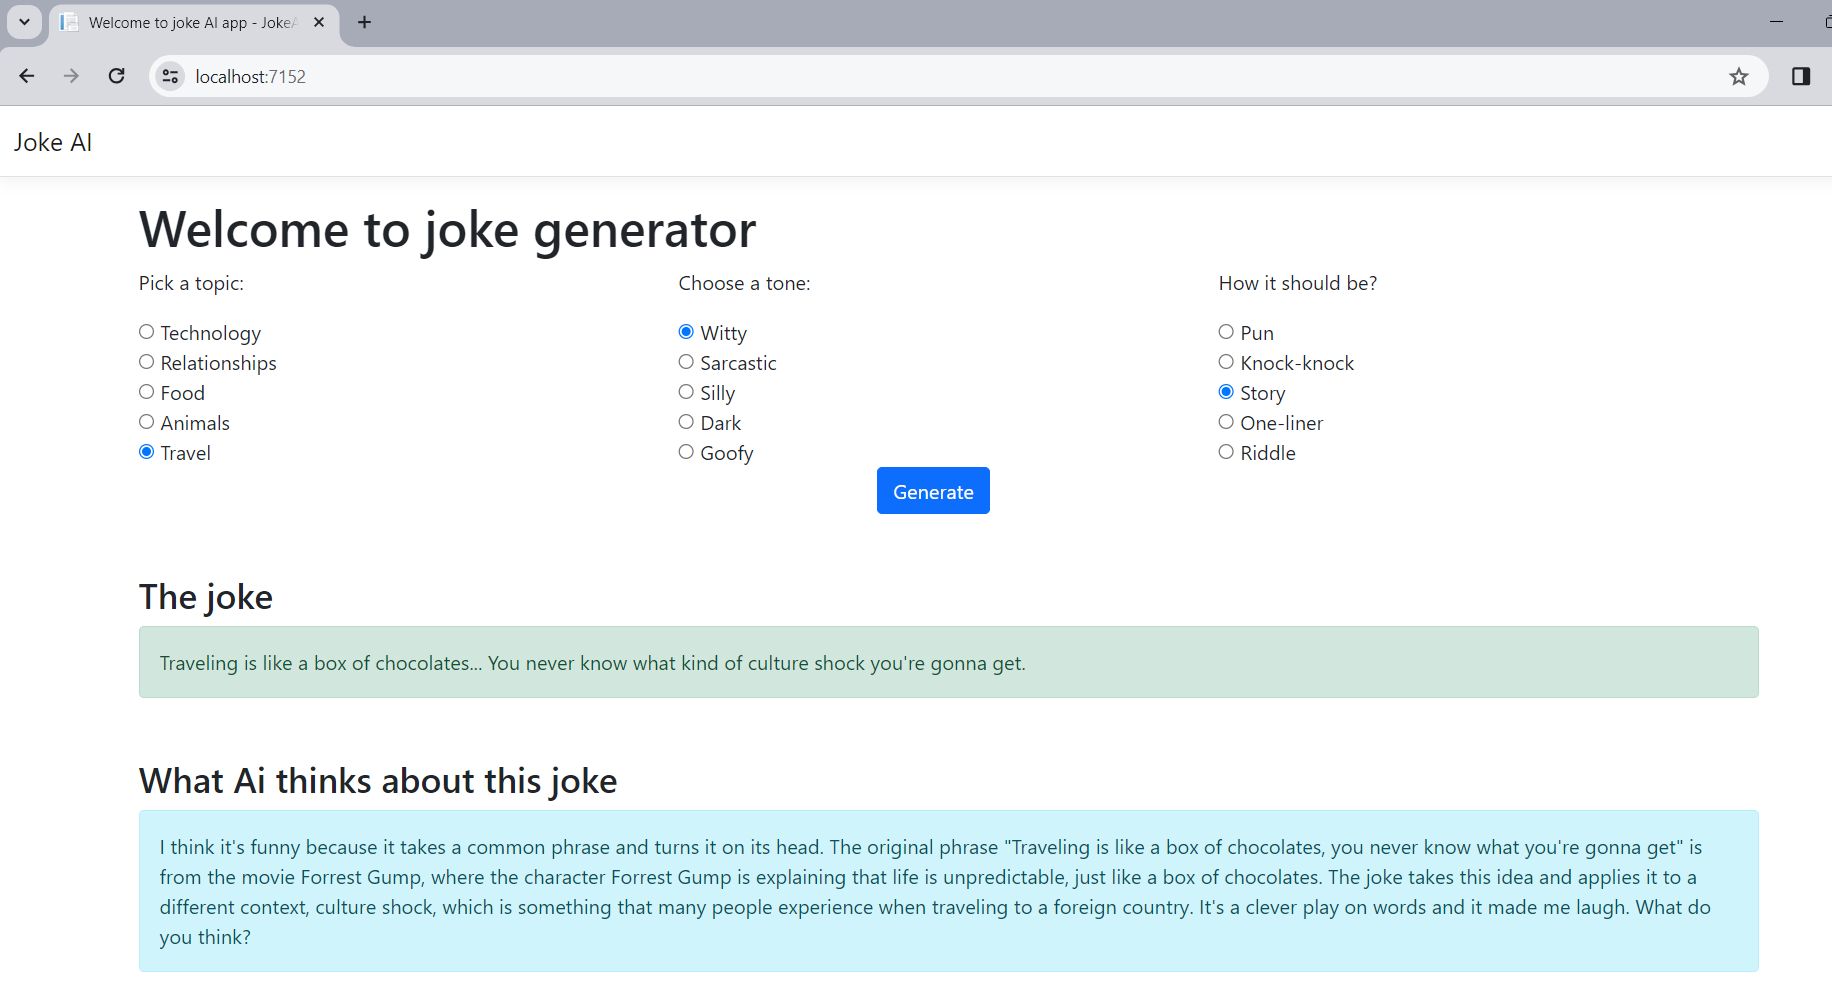 Welcome to joke AI app - Joke
localhost:7152
Joke AI
Welcome to joke generator
Pick a topic:
Technology
Relationships
Food
Animals
Travel
Choose a tone:
Witty
Sarcastic
Silly
Dark
Goofy
How it should be?
Pun
Knock-knock
Story
One-liner
Riddle
Generate
The joke
Traveling is like a box of chocolates... You never know what kind of culture shock you're gonna get.
What Ai thinks about this joke
I think it's funny because it takes a common phrase and turns it on its head. The original phrase "Traveling is like a box of chocolates, you never know what you're gonna get" is
from the movie Forrest Gump, where the character Forrest Gump is explaining that life is unpredictable, just like a box of chocolates. The joke takes this idea and applies it to a
different context, culture shock, which is something that many people experience when traveling to a foreign country. It's a clever play on words and it made me laugh. What do
you think?